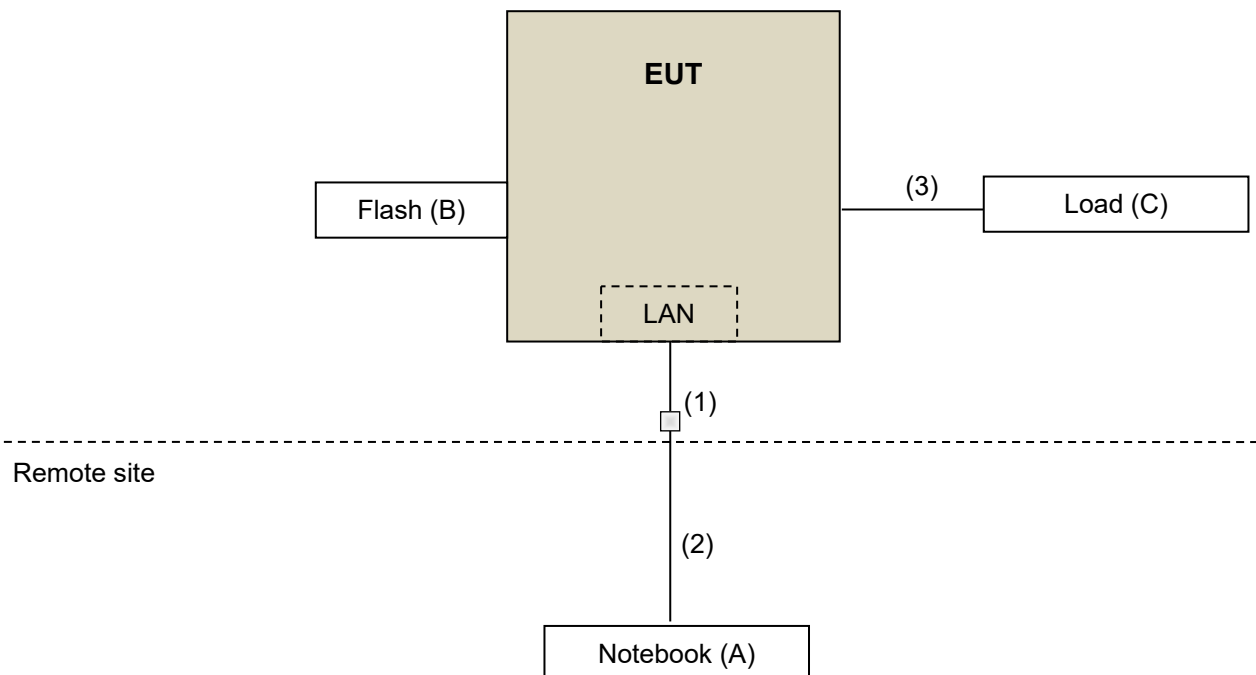 EUT
(3)
Flash (B)
Load (C)
LAN
(1)
Remote site
(2)
Notebook (A)